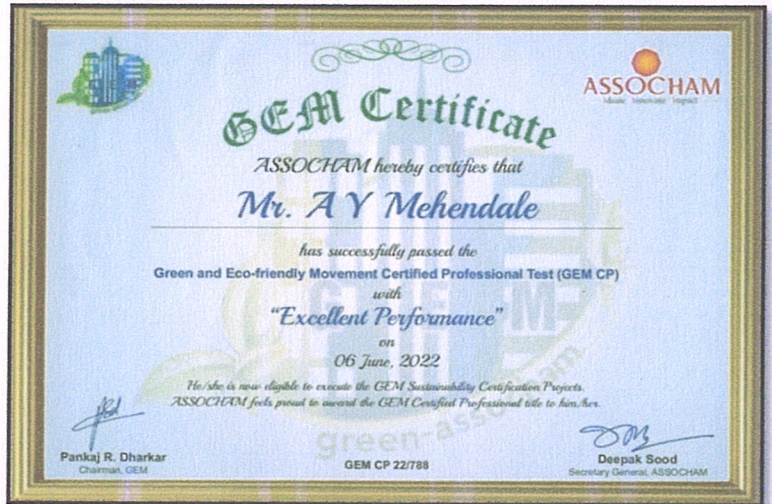 ASSOCHAM
GEM Certificate
ASSOCHAM hereby certifies that
Mr. A Y Mehendale
has successfully passed the
Green and Eco-friendly Movement Certified Professional Test (GEM CP)
with
"Excellent Performance"
on
06 June, 2022
He/she is now eligible to execute the GEM Sustainability Certification Projects.
ASSOCHAM feels proud to award the GEM Certified Professional title to him/her.
green-assocham
Pankaj R. Dharkar
Chairman, GEM
GEM CP 22/788
Deepak Sood
Secretary General, ASSOCHAM